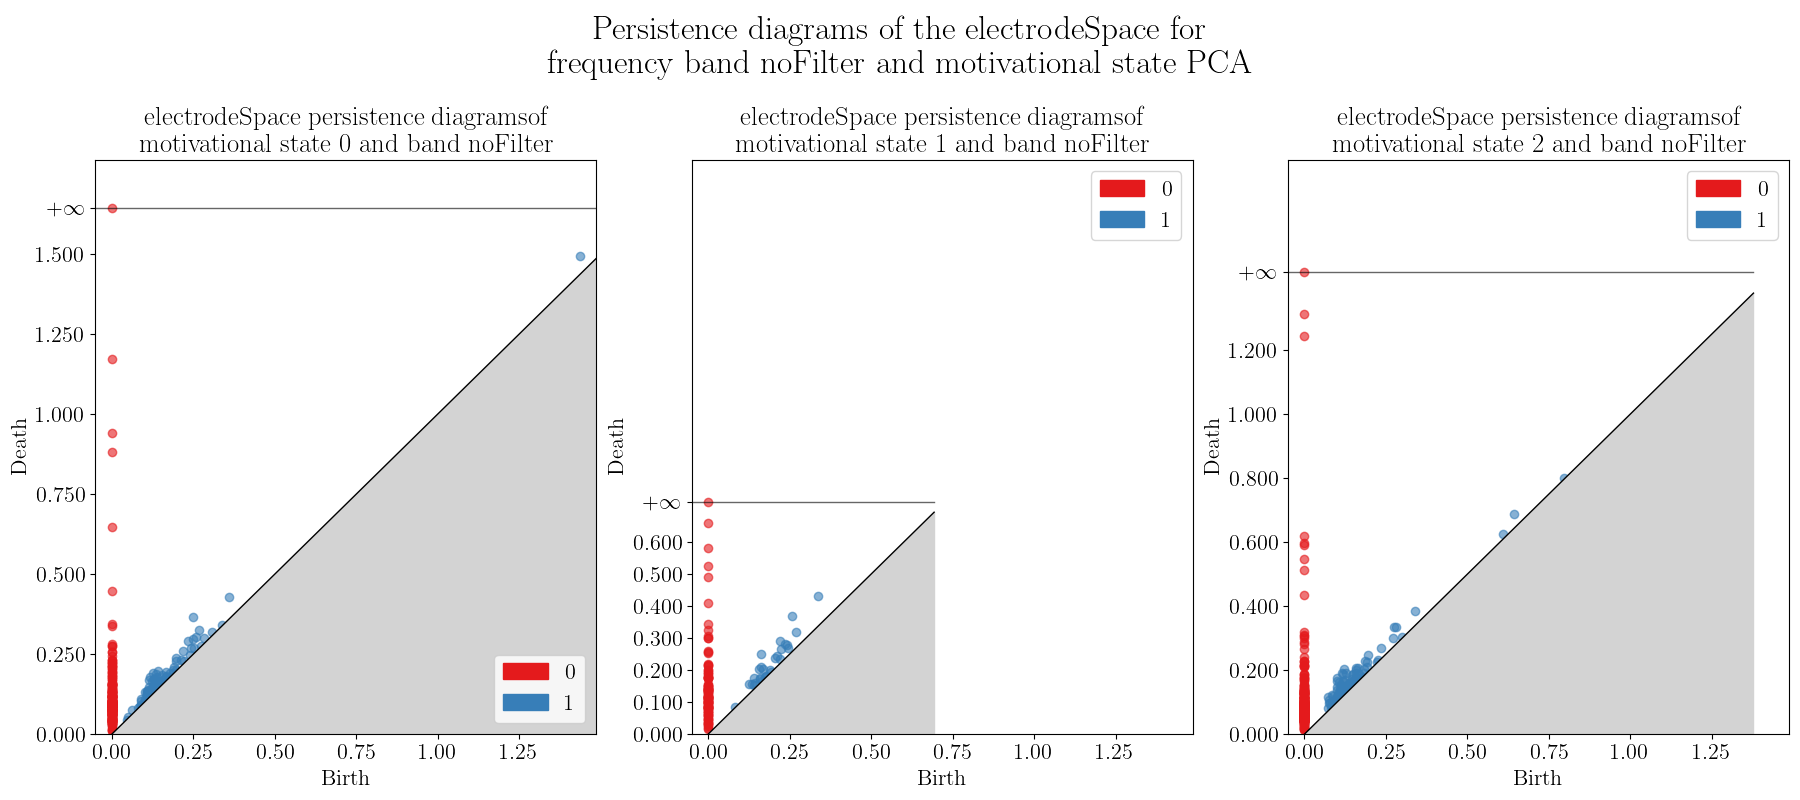 Persistence diagrams of the electrodeSpace for
frequency band noFilter and motivational state PCA
electrodeSpace persistence diagramsof
motivational state 0 and band noFilter
+∞
1.500
1.250
1.000
0.750
0.500
0.250
0.000
Death
0.00 0.25 0.50 0.75 1.00 1.25
Birth
0
1
electrodeSpace persistence diagramsof
motivational state 1 and band noFilter
0
1
+∞
0.600
0.500
0.400
0.300
0.200
0.100
0.000
Death
0.00 0.25 0.50 0.75 1.00 1.25
Birth
electrodeSpace persistence diagramsof
motivational state 2 and band noFilter
0
1
+∞
1.200
1.000
0.800
0.600
0.400
0.200
0.000
Death
0.00 0.25 0.50 0.75 1.00 1.25
Birth